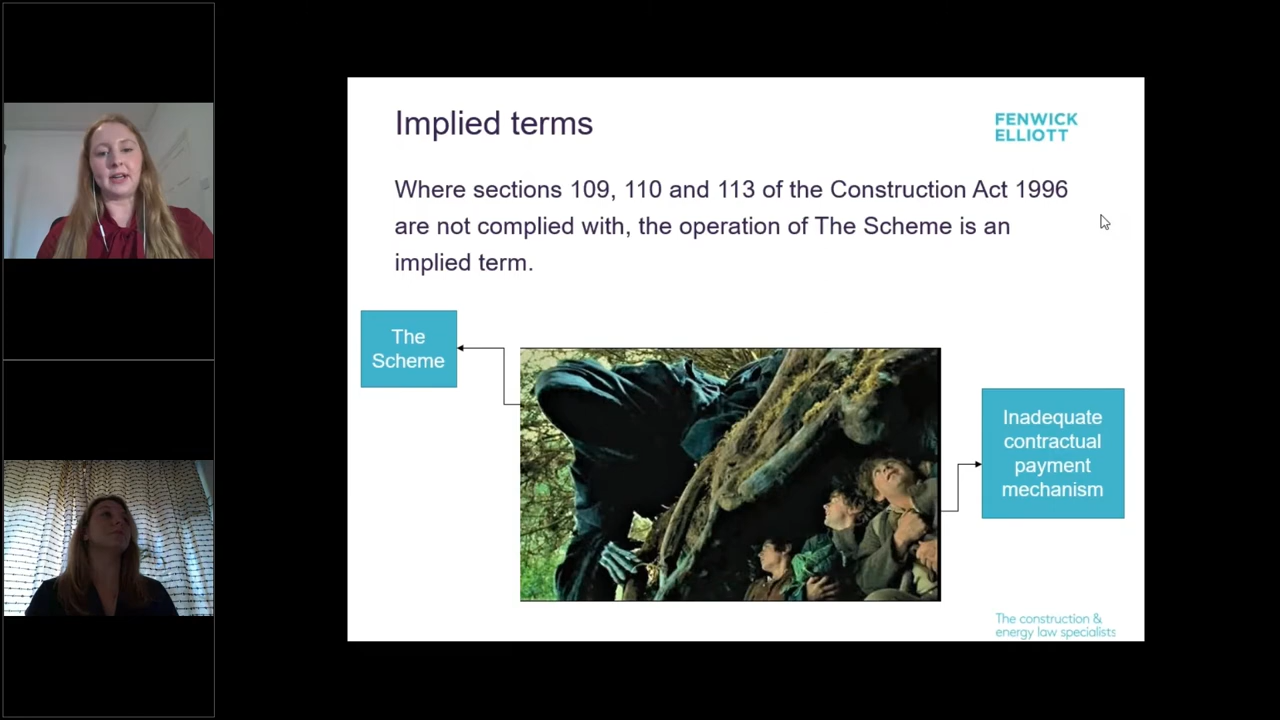 Implied terms
FENWICK
ELLIOTT
Where sections 109, 110 and 113 of the Construction Act 1996
are not complied with, the operation of The Scheme is an
implied term.
The
Scheme
Inadequate
contractual
payment
mechanism
The construction &
energy law specialists